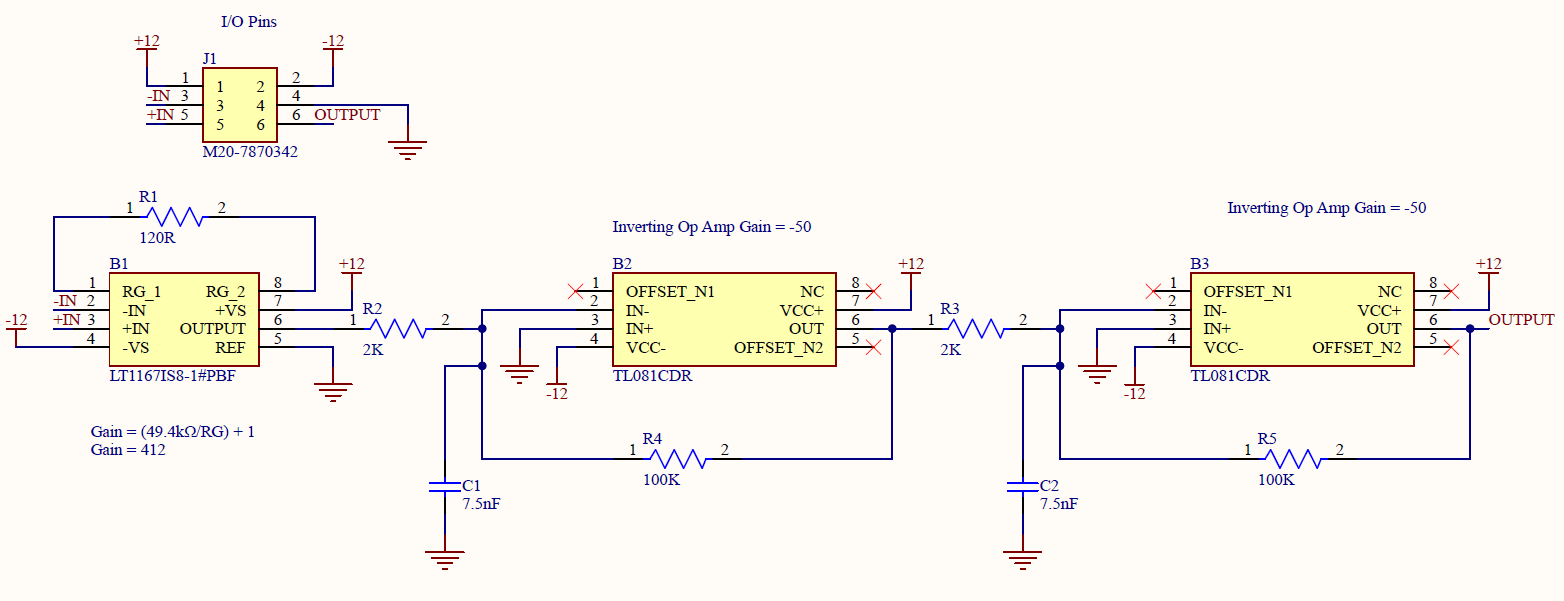 I/O Pins
+12
-12
J1
1
1
2
2
-IN
3
3
4
4
+IN
5
5
6
6
OUTPUT
M20-7870342
R1
1
2
120R
B1
+12
1
RG_1
RG_2
8
-IN
2
-IN
+VS
7
+IN
3
+IN
OUTPUT
6
-12
4
-VS
REF
5
LT1167IS8-1#PBF
Gain = (49.4kΩ/RG) + 1
Gain = 412
R2
1
2
2K
Inverting Op Amp Gain = -50
B2
+12
1
OFFSET_N1
NC
8
2
IN-
VCC+
7
3
IN+
OUT
6
4
VCC-
OFFSET_N2
5
-12
TL081CDR
R4
1
2
100K
C1
7.5nF
R3
1
2
2K
Inverting Op Amp Gain = -50
B3
+12
1
OFFSET_N1
NC
8
2
IN-
VCC+
7
3
IN+
OUT
6
OUTPUT
4
VCC-
OFFSET_N2
5
-12
TL081CDR
R5
1
2
100K
C2
7.5nF